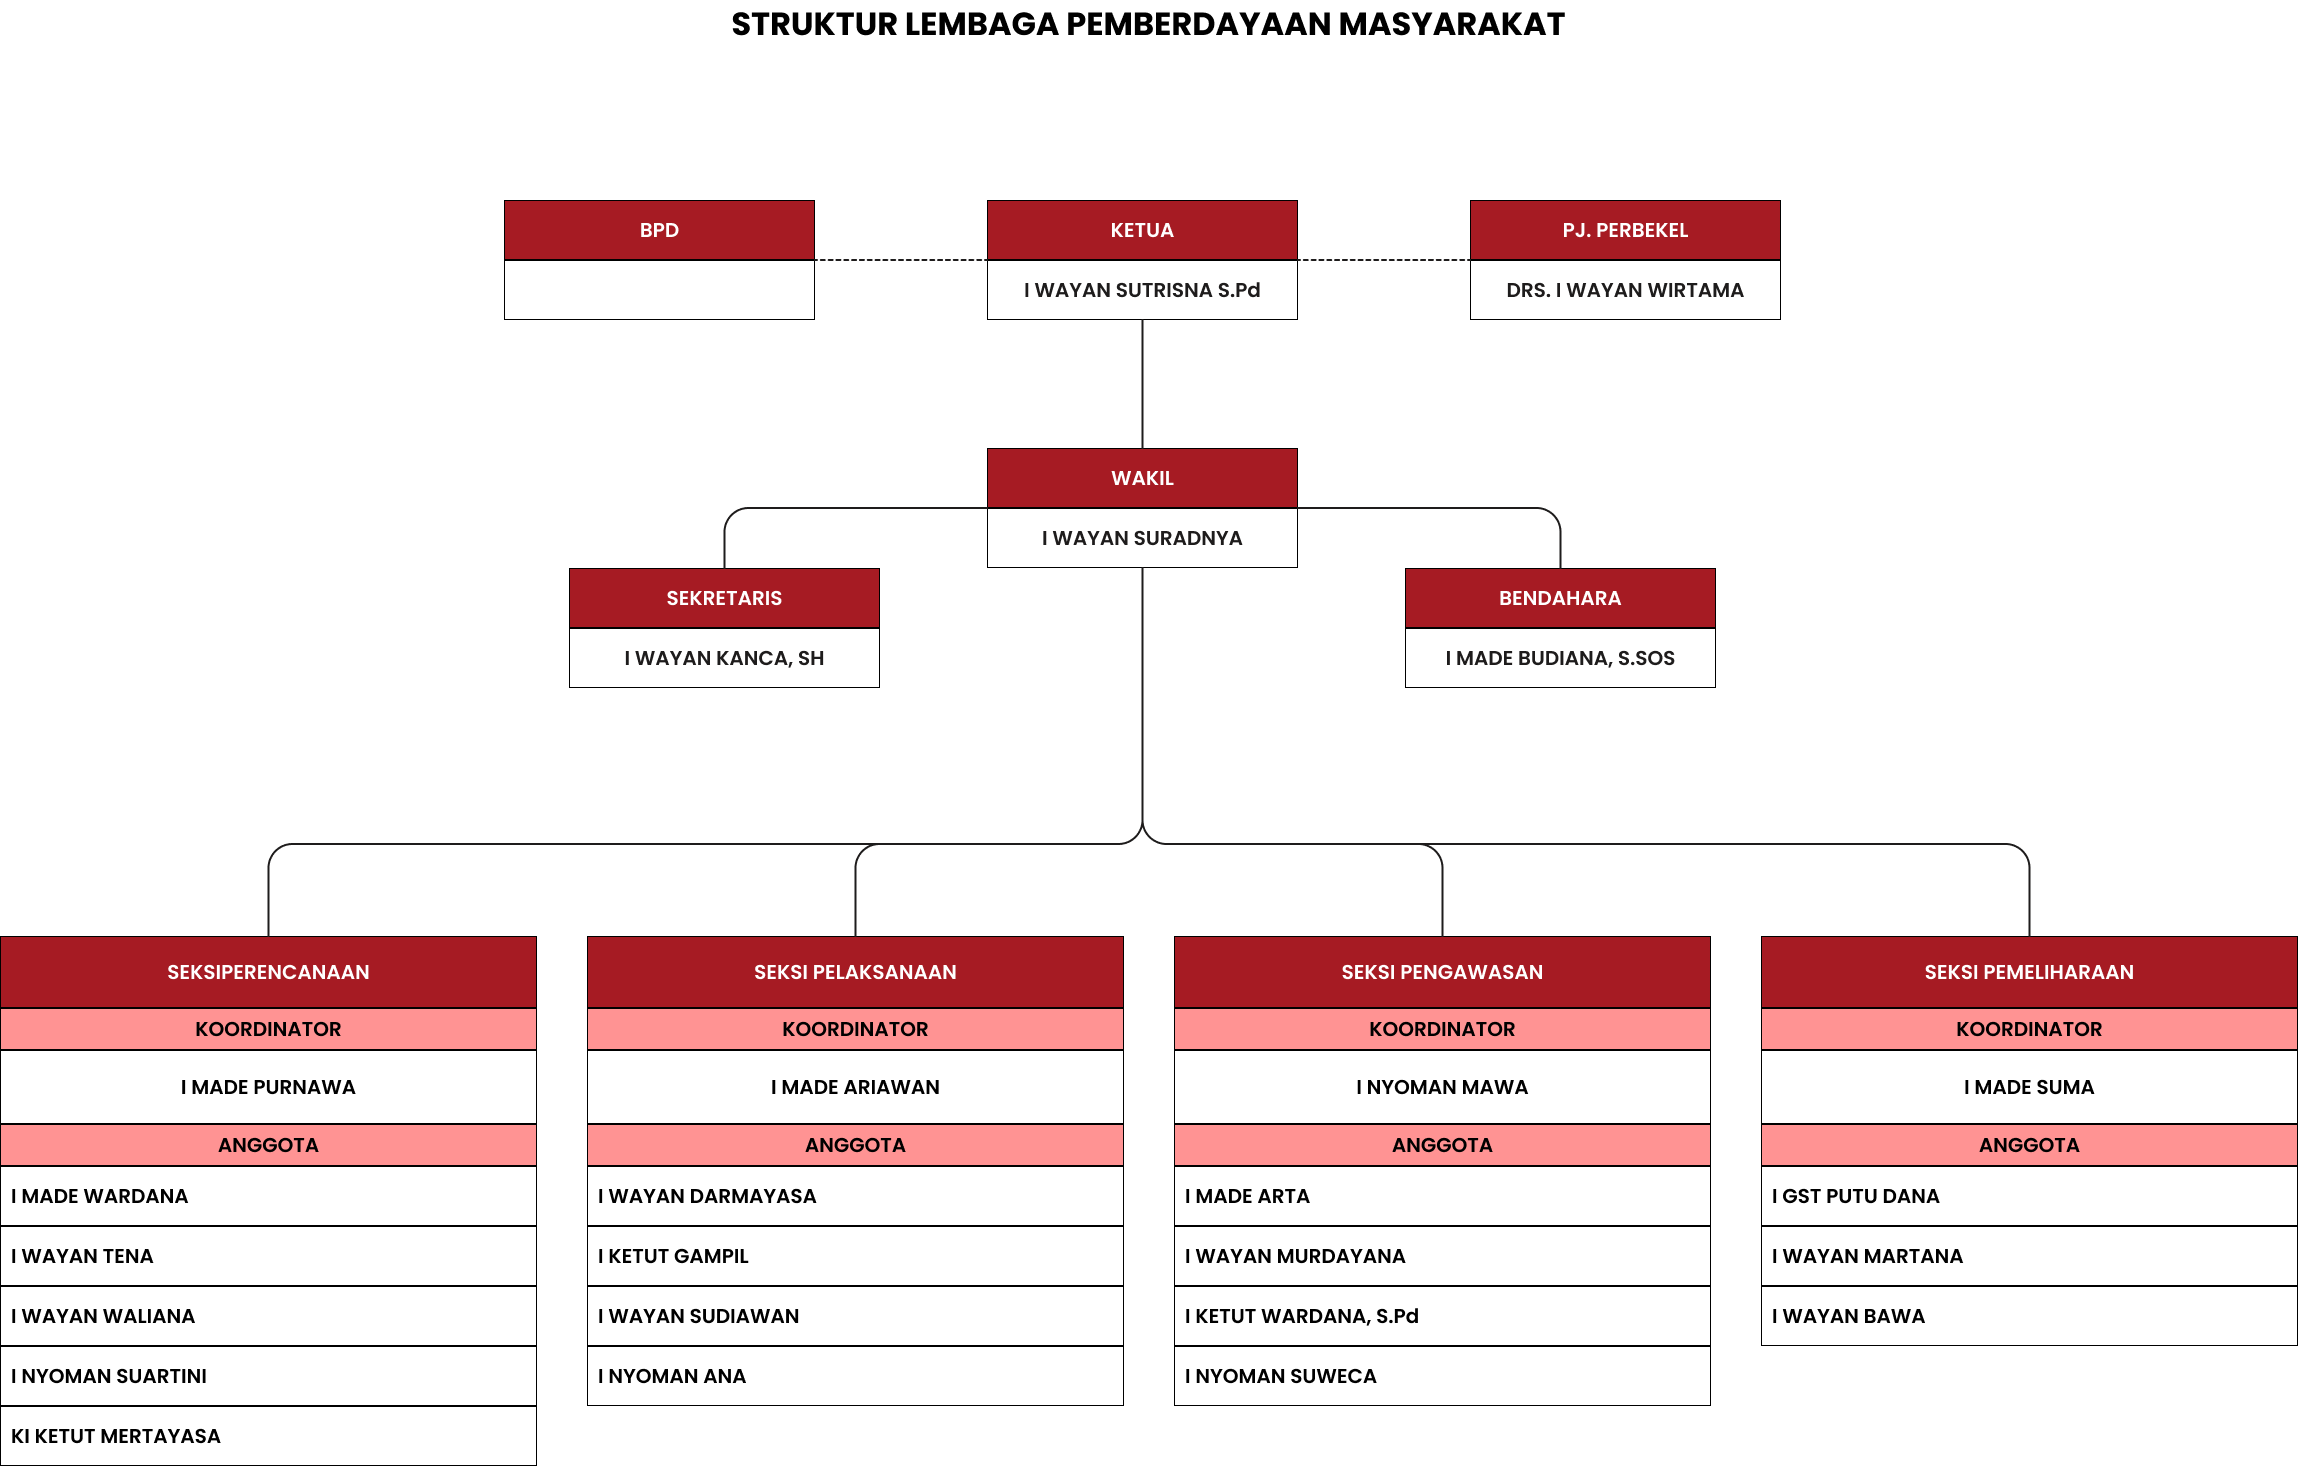 STRUKTUR LEMBAGA PEMBERDAYAAN MASYARAKAT
BPD
KETUA
I WAYAN SUTRISNA S.Pd
PJ. PERBEKEL
DRS. I WAYAN WIRTAMA
WAKIL
I WAYAN SURADNYA
SEKRETARIS
I WAYAN KANCA, SH
BENDAHARA
I MADE BUDIANA, S.SOS
SEKSIPERENCANAAN
KOORDINATOR
I MADE PURNAWA
ANGGOTA
I MADE WARDANA
I WAYAN TENA
I WAYAN WALIANA
I NYOMAN SUARTINI
KI KETUT MERTAYASA
SEKSI PELAKSANAAN
KOORDINATOR
I MADE ARIAWAN
ANGGOTA
I WAYAN DARMAYASA
I KETUT GAMPIL
I WAYAN SUDIAWAN
I NYOMAN ANA
SEKSI PENGAWASAN
KOORDINATOR
I NYOMAN MAWA
ANGGOTA
I MADE ARTA
I WAYAN MURDAYANA
I KETUT WARDANA, S.Pd
I NYOMAN SUWECA
SEKSI PEMELIHARAAN
KOORDINATOR
I MADE SUMA
ANGGOTA
I GST PUTU DANA
I WAYAN MARTANA
I WAYAN BAWA